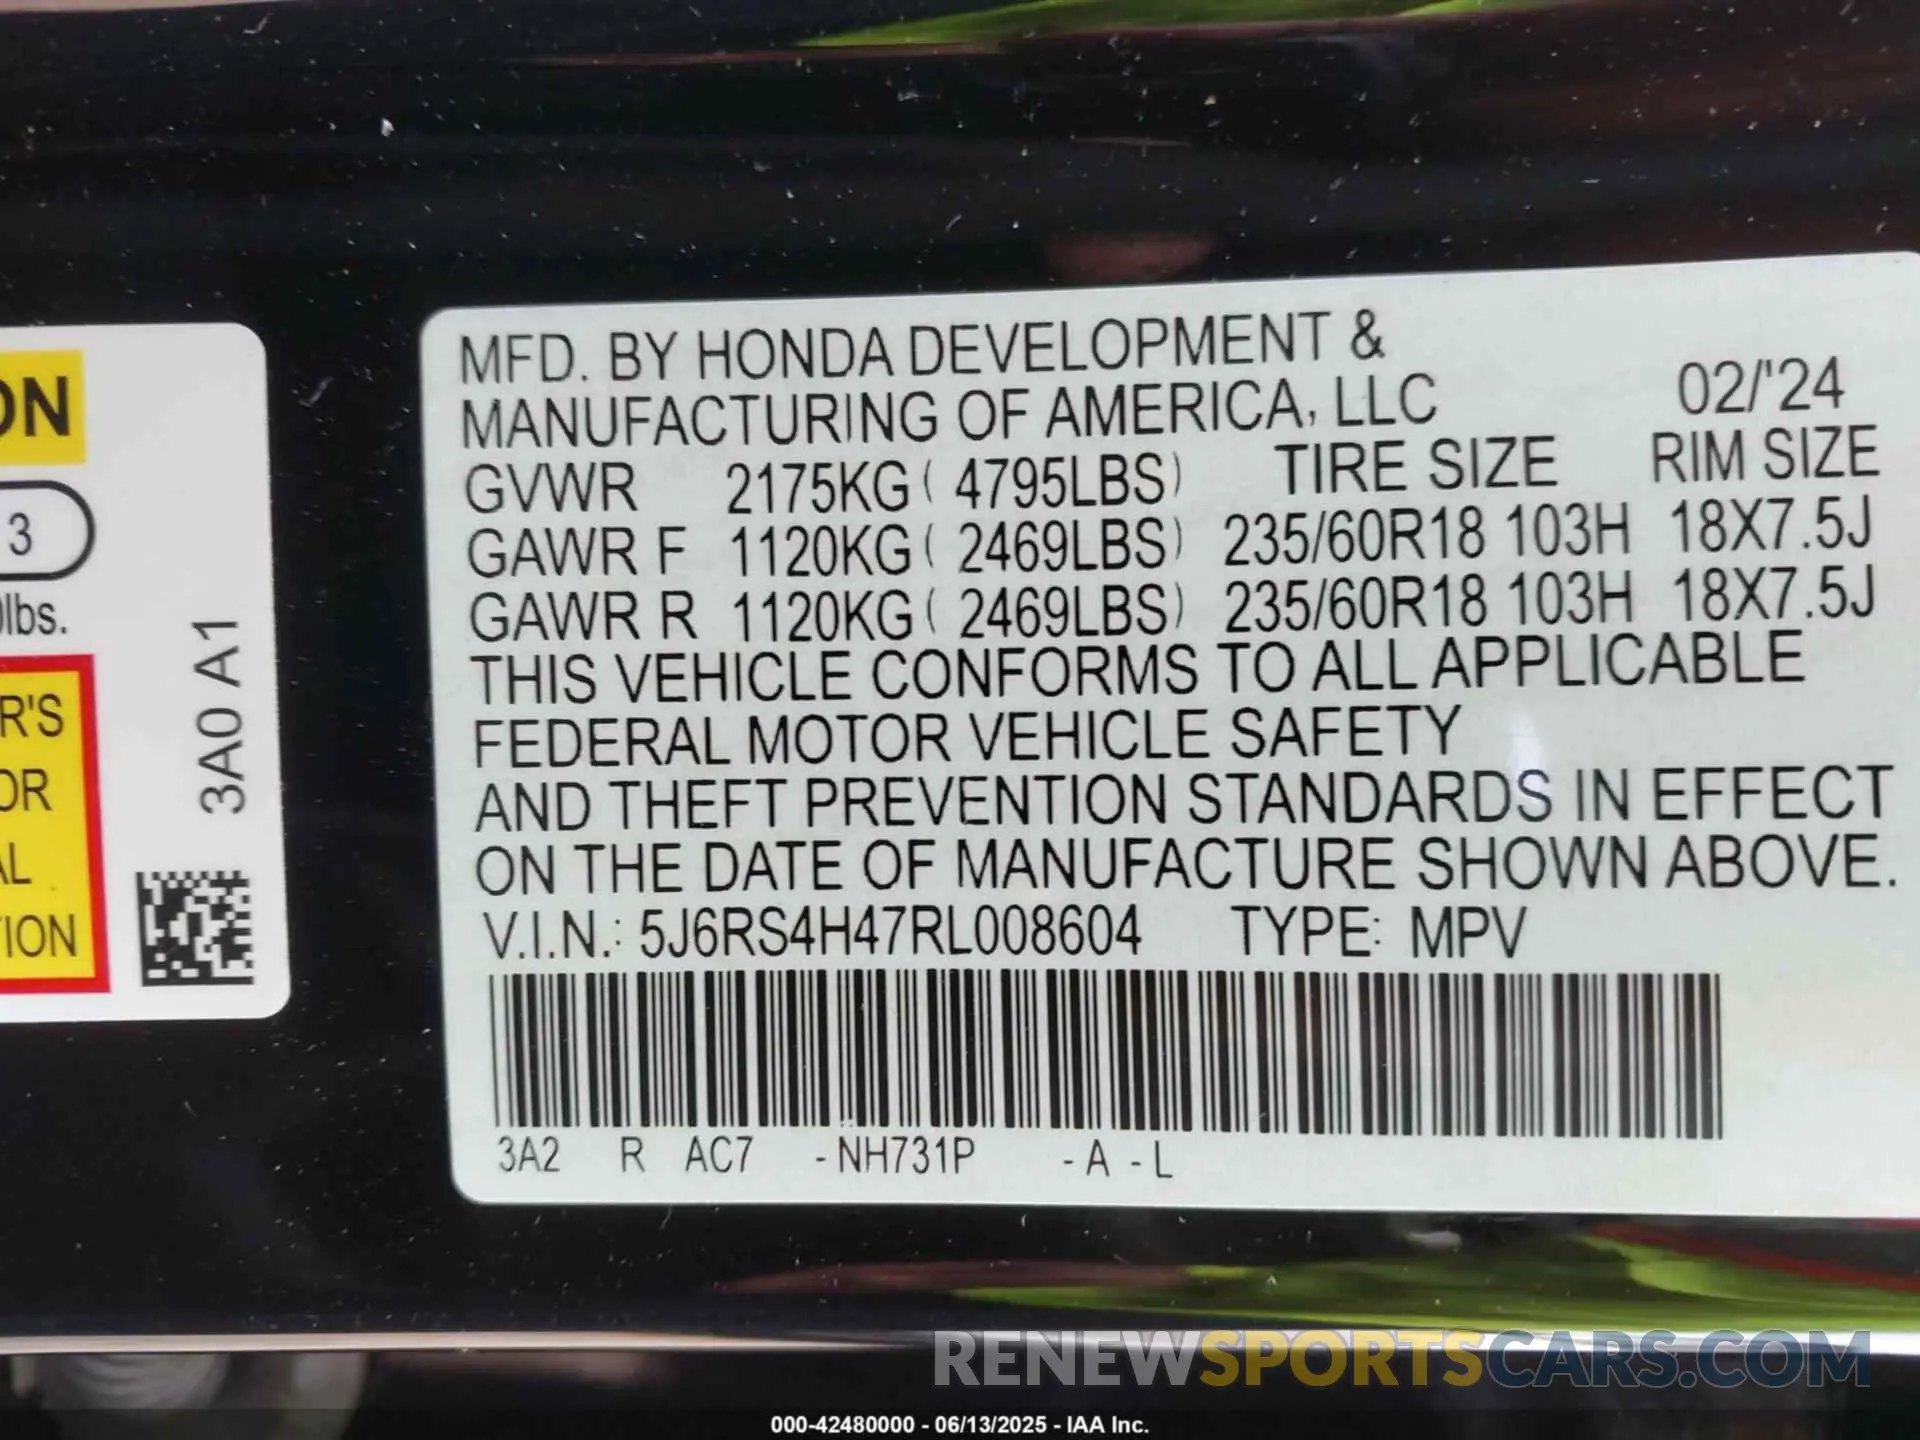 ON
3
lbs.
R'S
OR
AL
TION
3A0 A1
MFD. BY HONDA DEVELOPMENT &
MANUFACTURING OF AMERICA, LLC 02/'24
GVWR 2175KG ( 4795LBS) TIRE SIZE RIM SIZE
GAWR F 1120KG ( 2469LBS) 235/60R18 103H 18X7.5J
GAWR R 1120KG ( 2469LBS) 235/60R18 103H 18X7.5J
THIS VEHICLE CONFORMS TO ALL APPLICABLE
FEDERAL MOTOR VEHICLE SAFETY
AND THEFT PREVENTION STANDARDS IN EFFECT
ON THE DATE OF MANUFACTURE SHOWN ABOVE.
V.I.N.: 5J6RS4H47RL008604 TYPE: MPV
3A2 R AC7 - NH731P - A - L
RENEWSPORTSCARS.COM
000-42480000 - 06/13/2025 - IAA Inc.